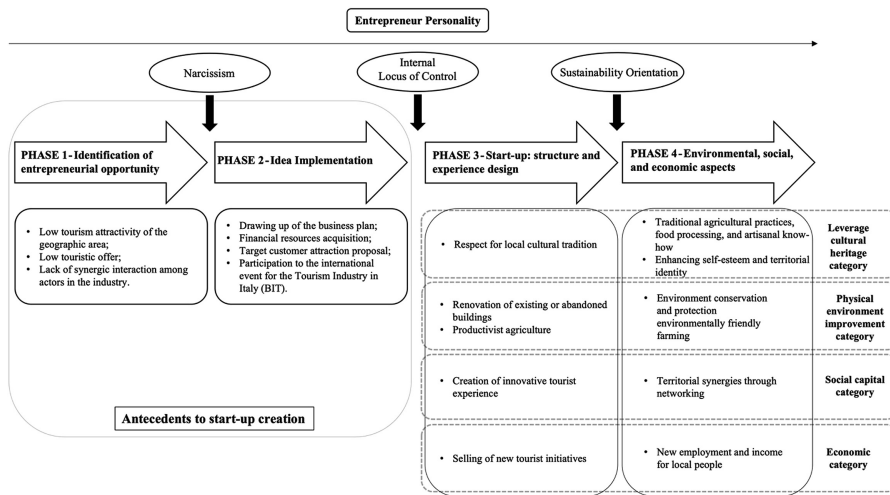 Entrepreneur Personality
Narcissism
Internal
Locus of Control
Sustainability Orientation
PHASE 1-Identification of
entrepreneurial opportunity
PHASE 2-Idea Implementation
PHASE 3-Start-up: structure and
experience design
PHASE 4-Environmental, social,
and economic aspects
• Low tourism attractivity of the
geographic area;
• Low touristic offer;
• Lack of synergic interaction among
actors in the industry.
• Drawing up of the business plan;
• Financial resources acquisition;
• Target customer attraction proposal;
• Participation to the international
event for the Tourism Industry in
Italy (BIT).
• Respect for local cultural tradition
• Traditional agricultural practices,
food processing, and artisanal know-
how
• Enhancing self-esteem and territorial
identity
Leverage
cultural
heritage
category
• Renovation of existing or abandoned
buildings
• Productivist agriculture
• Environment conservation
and protection
environmentally friendly
farming
Physical
environment
improvement
category
• Creation of innovative tourist
experience
• Territorial synergies through
networking
Social capital
category
Antecedents to start-up creation
• Selling of new tourist initiatives
• New employment and income
for local people
Economic
category